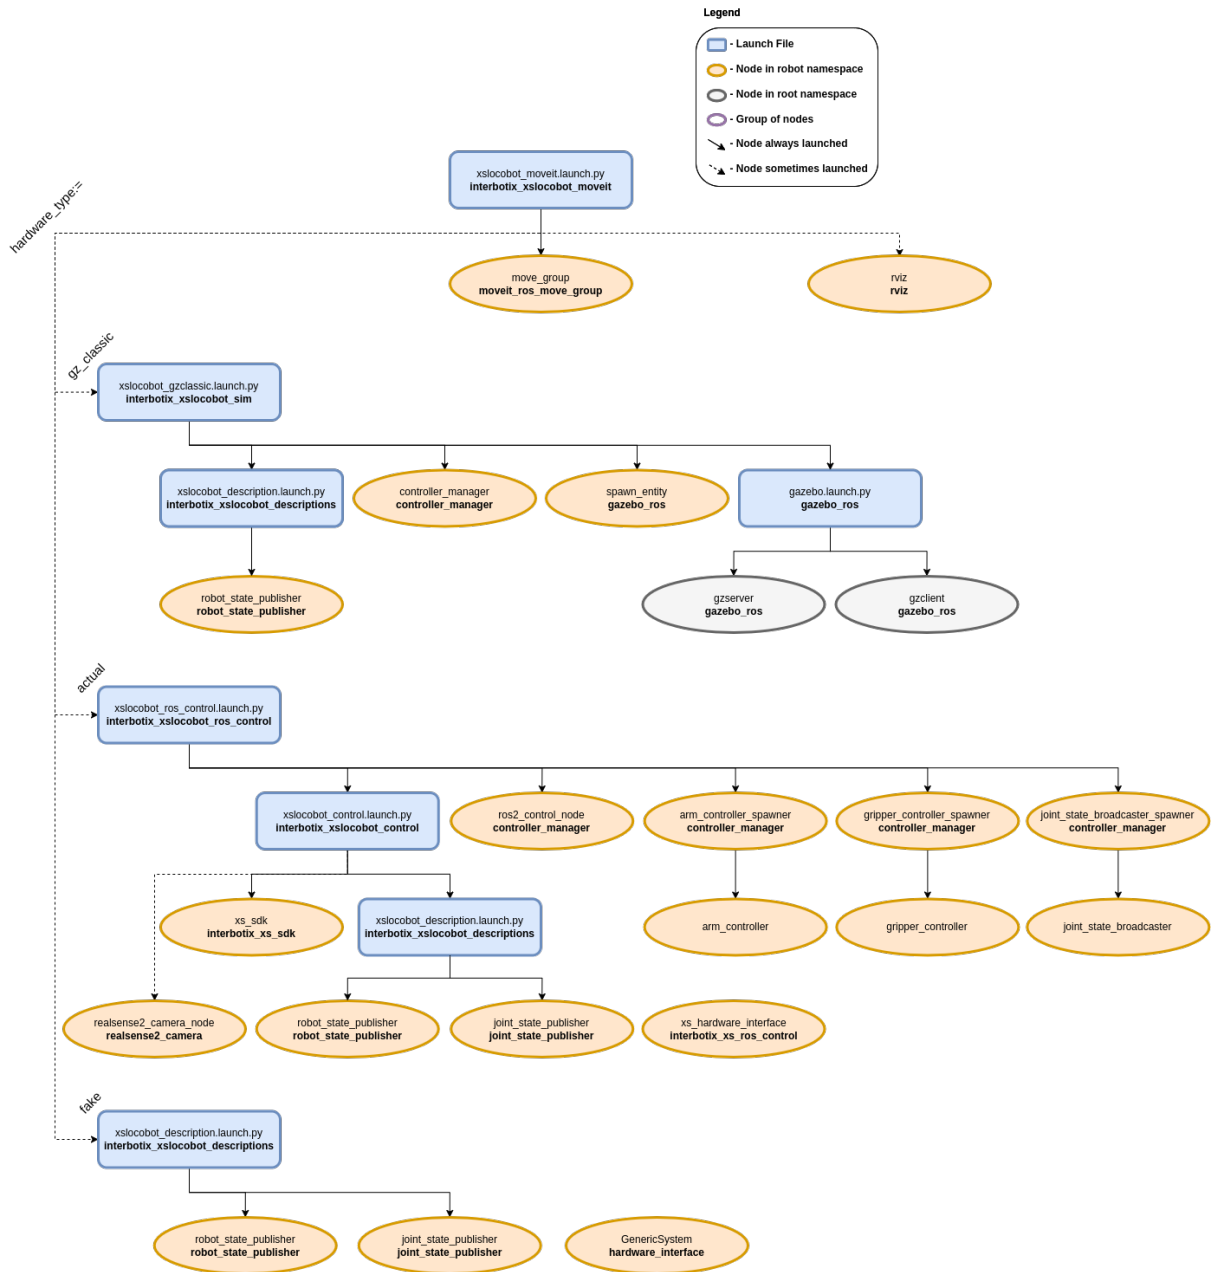 Legend
- Launch File
- Node in robot namespace
- Node in root namespace
- Group of nodes
- Node always launched
- Node sometimes launched
xslocobot_moveit.launch.py
interbotix_xslocobot_moveit
hardware_type:=
move_group
moveit_ros_move_group
rviz
rviz
gz_classic
xslocobot_gzclassic.launch.py
interbotix_xslocobot_sim
xslocobot_description.launch.py
interbotix_xslocobot_descriptions
controller_manager
controller_manager
spawn_entity
gazebo_ros
gazebo.launch.py
gazebo_ros
robot_state_publisher
robot_state_publisher
gzserver
gazebo_ros
gzclient
gazebo_ros
actual
xslocobot_ros_control.launch.py
interbotix_xslocobot_ros_control
xslocobot_control.launch.py
interbotix_xslocobot_control
ros2_control_node
controller_manager
arm_controller_spawner
controller_manager
gripper_controller_spawner
controller_manager
joint_state_broadcaster_spawner
controller_manager
xs_sdk
interbotix_xs_sdk
xslocobot_description.launch.py
interbotix_xslocobot_descriptions
arm_controller
gripper_controller
joint_state_broadcaster
realsense2_camera_node
realsense2_camera
robot_state_publisher
robot_state_publisher
joint_state_publisher
joint_state_publisher
xs_hardware_interface
interbotix_xs_ros_control
fake
xslocobot_description.launch.py
interbotix_xslocobot_descriptions
robot_state_publisher
robot_state_publisher
joint_state_publisher
joint_state_publisher
GenericSystem
hardware_interface